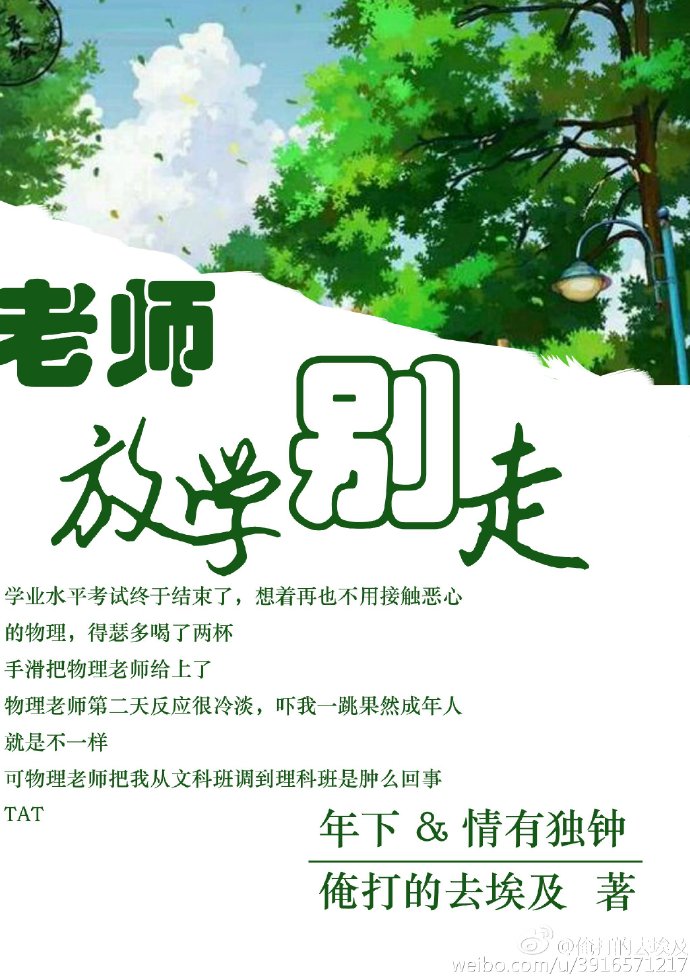 老师
放学别走
学业水平考试终于结束了，想着再也不用接触恶心
的物理，得瑟多喝了两杯
手滑把物理老师给上了
物理老师第二天反应很冷淡，吓我一跳果然成年人
就是不一样
可物理老师把我从文科班调到理科班是肿么回事
TAT
年下 & 情有独钟
俺打的去埃及 著
@俺打的去埃及
weibo.com/u/3916571217